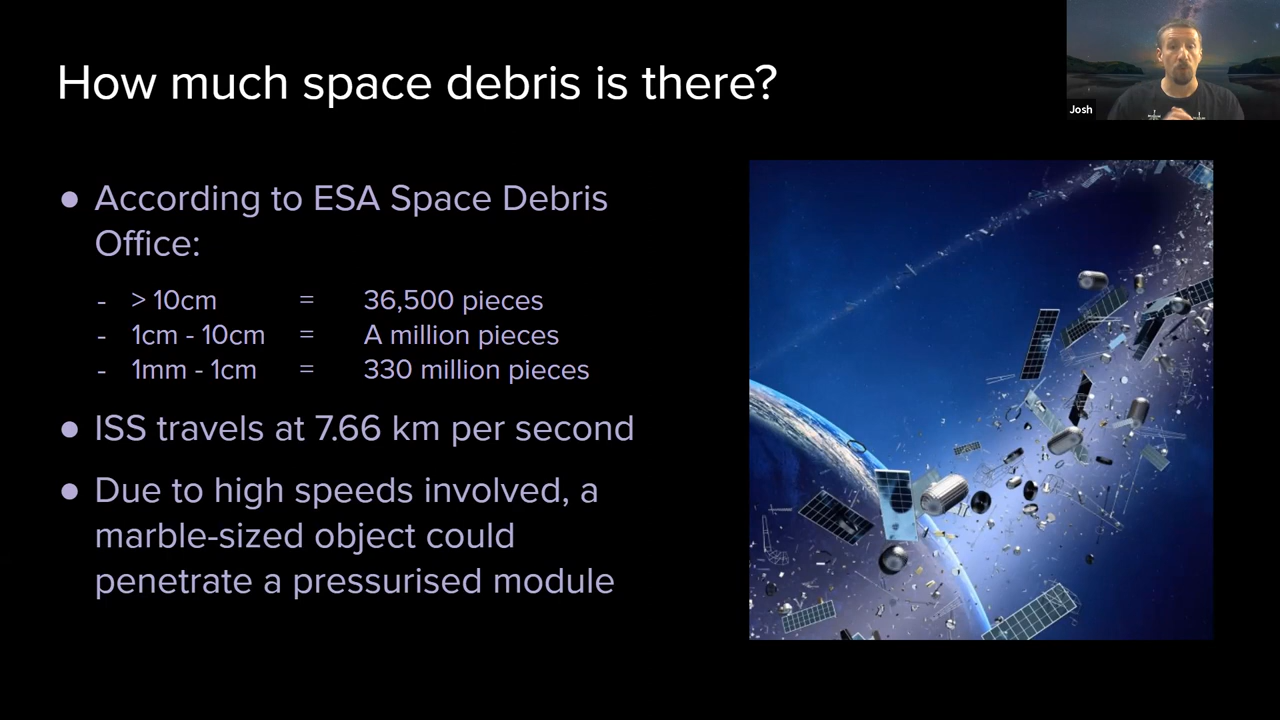 How much space debris is there?
Josh
● According to ESA Space Debris
Office:
- > 10cm = 36,500 pieces
- 1cm - 10cm = A million pieces
- 1mm - 1cm = 330 million pieces
● ISS travels at 7.66 km per second
● Due to high speeds involved, a
marble-sized object could
penetrate a pressurised module